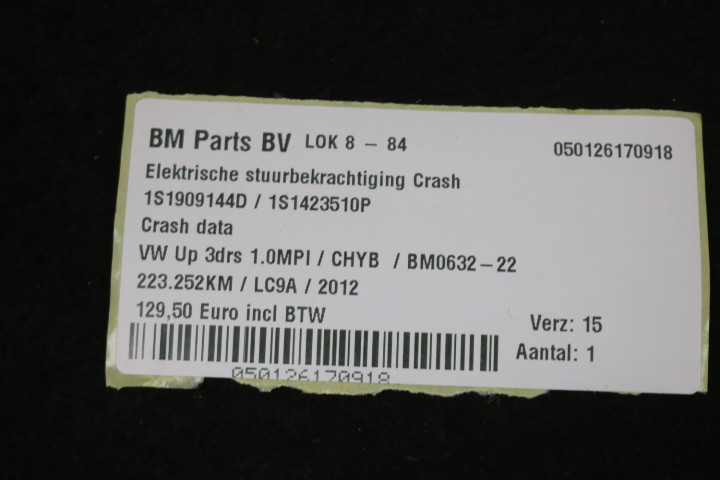 BM Parts BV LOK 8 - 84 050126170918
Elektrische stuurbekrachtiging Crash
1S1909144D / 1S1423510P
Crash data
VW Up 3drs 1.0MPI / CHYB / BM0632-22
223.252KM / LC9A / 2012
129,50 Euro incl BTW
Verz: 15
Aantal: 1
050126170918